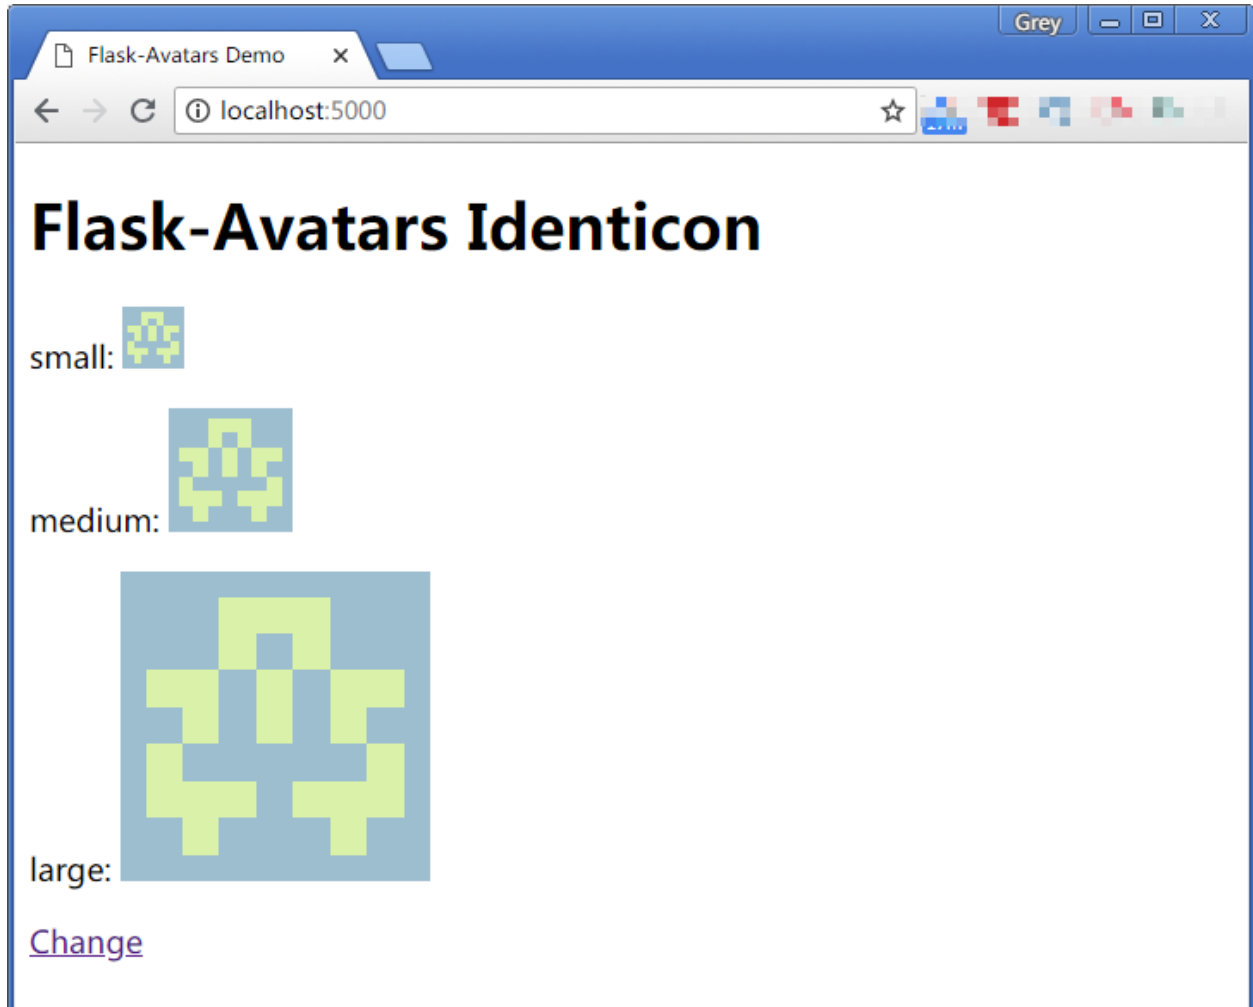 Grey
Flask-Avatars Demo
localhost:5000
Flask-Avatars Identicon
small:
medium:
large:
Change